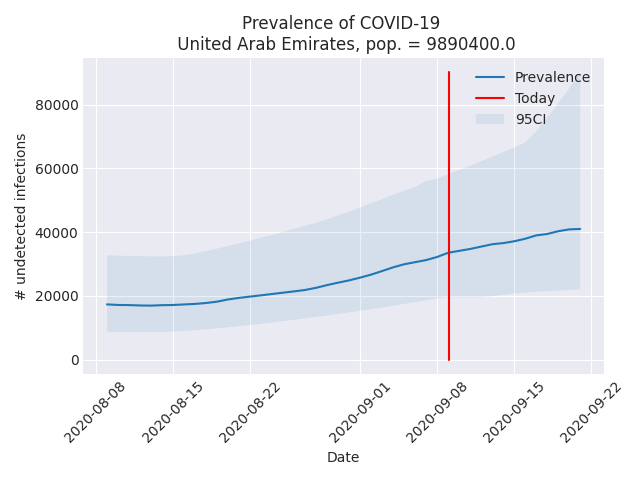 Prevalence of COVID-19
United Arab Emirates, pop. = 9890400.0
Prevalence
Today
95CI
80000
60000
40000
20000
0
# undetected infections
2020-08-08
2020-08-15
2020-08-22
2020-09-01
2020-09-08
2020-09-15
2020-09-22
Date